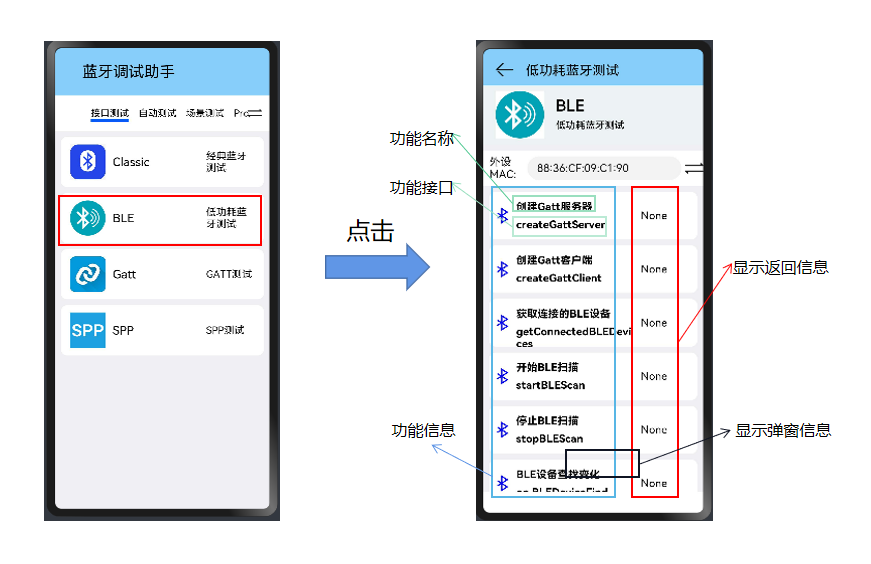 蓝牙调试助手
接口测试 自动测试 场景测试 Pro
Classic
经典蓝牙
测试
BLE
低功耗蓝
牙测试
Gatt
GATT测试
SPP
SPP
SPP测试
点击
功能名称
功能接口
功能信息
低功耗蓝牙测试
BLE
低功耗蓝牙测试
外设
MAC:
88:36:CF:09:C1:90
创建Gatt服务器
createGattServer
None
创建Gatt客户端
createGattClient
None
获取连接的BLE设备
getConnectedBLEDevi
ces
None
开始BLE扫描
startBLEScan
None
停止BLE扫描
stopBLEScan
None
BLE设备查找变化
on.BLEDeviceFind
None
显示返回信息
显示弹窗信息